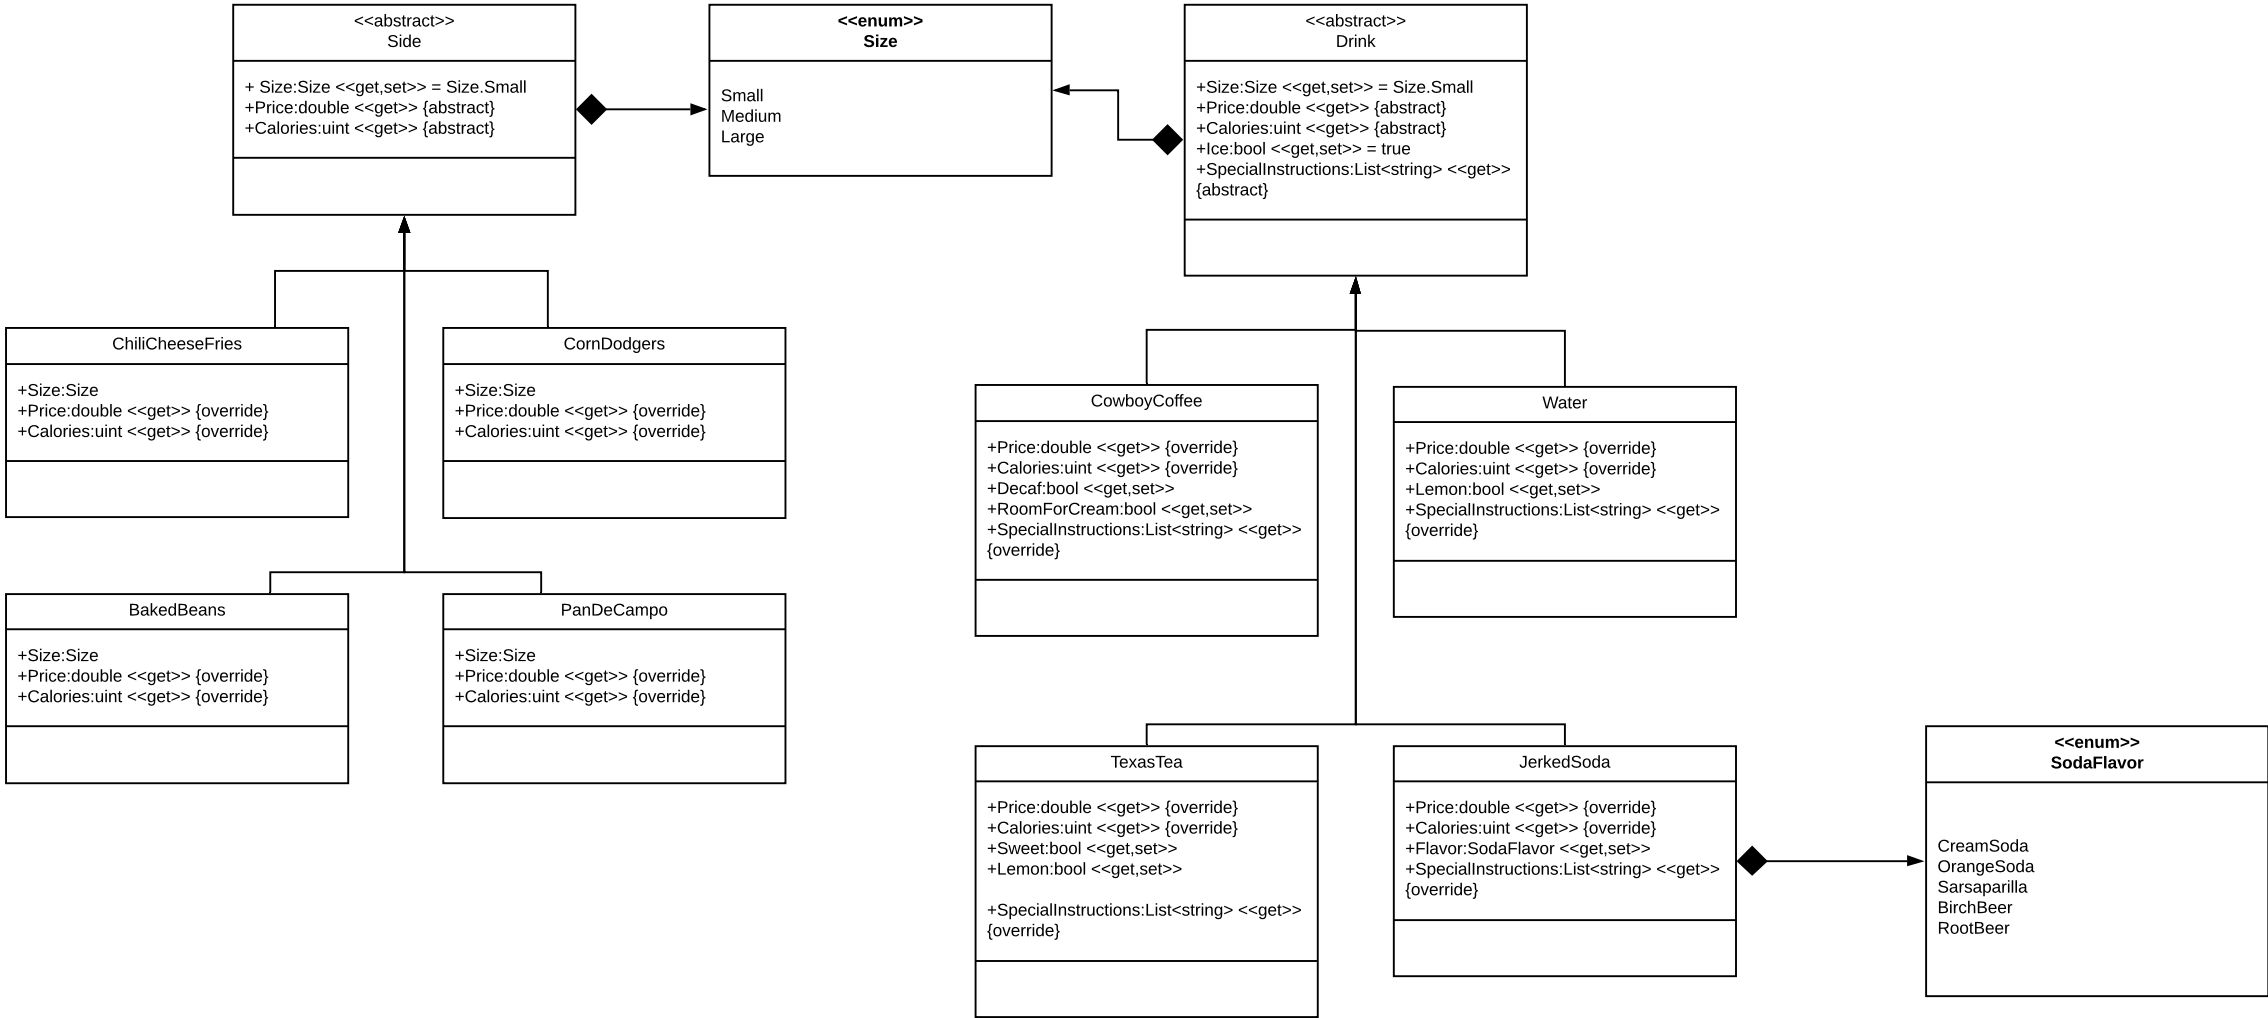 <<abstract>>
Side
+ Size:Size <<get,set>> = Size.Small
+Price:double <<get>> {abstract}
+Calories:uint <<get>> {abstract}
<<enum>>
Size
Small
Medium
Large
<<abstract>>
Drink
+Size:Size <<get,set>> = Size.Small
+Price:double <<get>> {abstract}
+Calories:uint <<get>> {abstract}
+Ice:bool <<get,set>> = true
+SpecialInstructions:List<string> <<get>>
{abstract}
ChiliCheeseFries
+Size:Size
+Price:double <<get>> {override}
+Calories:uint <<get>> {override}
CornDodgers
+Size:Size
+Price:double <<get>> {override}
+Calories:uint <<get>> {override}
CowboyCoffee
+Price:double <<get>> {override}
+Calories:uint <<get>> {override}
+Decaf:bool <<get,set>>
+RoomForCream:bool <<get,set>>
+SpecialInstructions:List<string> <<get>>
{override}
Water
+Price:double <<get>> {override}
+Calories:uint <<get>> {override}
+Lemon:bool <<get,set>>
+SpecialInstructions:List<string> <<get>>
{override}
BakedBeans
+Size:Size
+Price:double <<get>> {override}
+Calories:uint <<get>> {override}
PanDeCampo
+Size:Size
+Price:double <<get>> {override}
+Calories:uint <<get>> {override}
TexasTea
+Price:double <<get>> {override}
+Calories:uint <<get>> {override}
+Sweet:bool <<get,set>>
+Lemon:bool <<get,set>>
+SpecialInstructions:List<string> <<get>>
{override}
JerkedSoda
+Price:double <<get>> {override}
+Calories:uint <<get>> {override}
+Flavor:SodaFlavor <<get,set>>
+SpecialInstructions:List<string> <<get>>
{override}
<<enum>>
SodaFlavor
CreamSoda
OrangeSoda
Sarsaparilla
BirchBeer
RootBeer